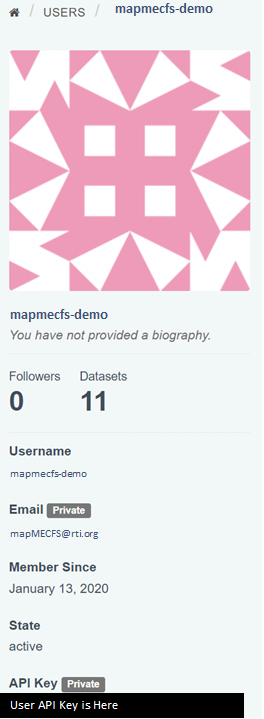 / USERS / mapmecfs-demo
mapmecfs-demo
You have not provided a biography.
Followers Datasets
0 11
Username
mapmecfs-demo
Email Private
mapMECFS@rti.org
Member Since
January 13, 2020
State
active
API Key Private
User API Key is Here